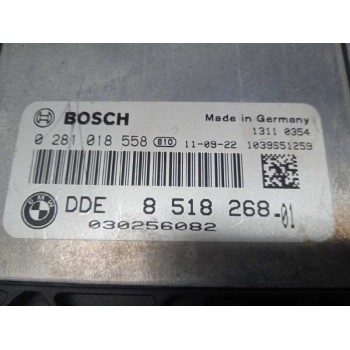 BOSCH Made in Germany
1311 0354
0 281 018 558 810 11-09-22 1039S51259
DDE 8 518 268-01
030256082